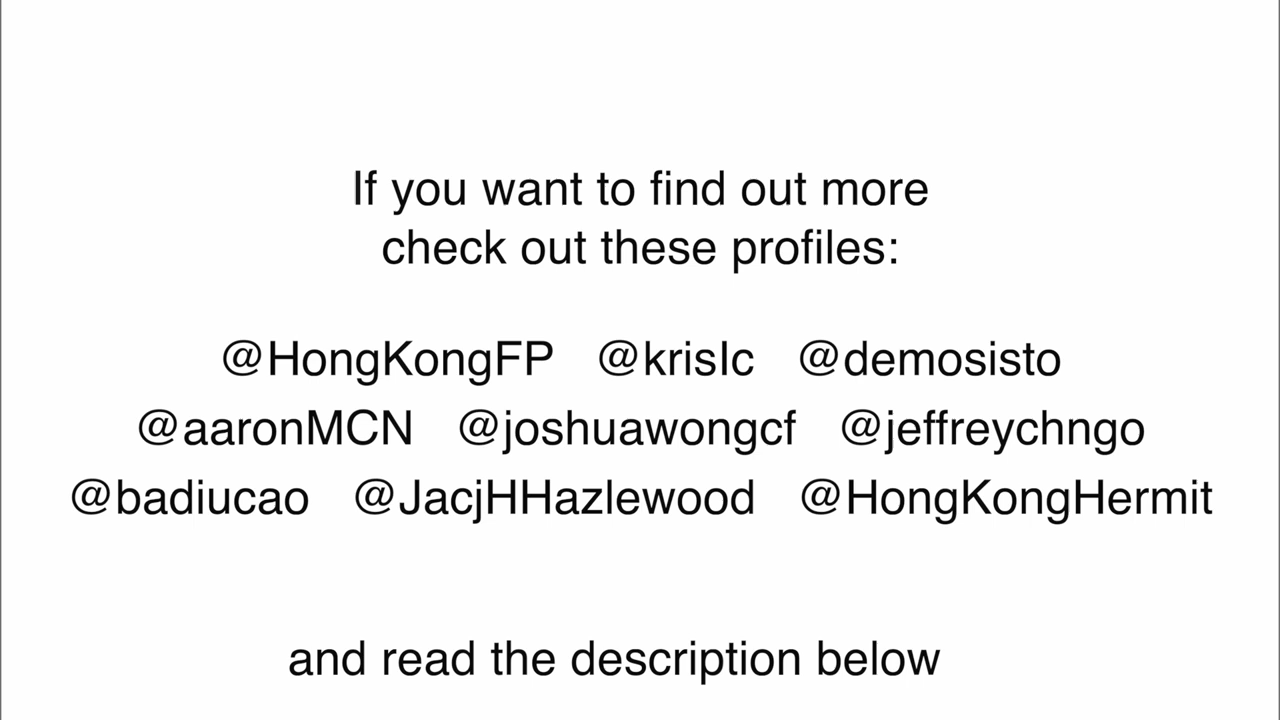 If you want to find out more
check out these profiles:
@HongKongFP @krislc @demosisto
@aaronMCN @joshuawongcf @jeffreychngo
@badiucao @JacjHHazlewood @HongKongHermit
and read the description below